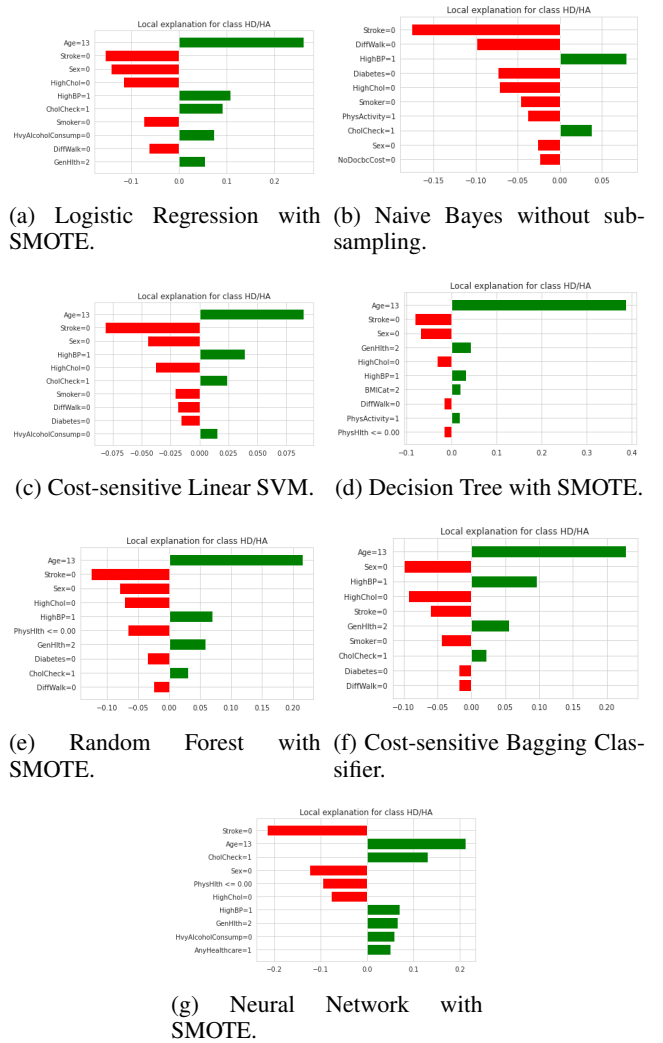 Local explanation for class HD/HA
Age=13
Stroke=0
Sex=0
HighChol=0
HighBP=1
CholCheck=1
Smoker=0
HvyAlcoholConsump=0
DiffWalk=0
GenHlth=2
−0.1 0.0 0.1 0.2
(a) Logistic Regression with
SMOTE.
Local explanation for class HD/HA
Stroke=0
DiffWalk=0
HighBP=1
Diabetes=0
HighChol=0
Smoker=0
PhysActivity=1
CholCheck=1
Sex=0
NoDocbcCost=0
−0.15 −0.10 −0.05 0.00 0.05
(b) Naive Bayes without sub-
sampling.
Local explanation for class HD/HA
Age=13
Stroke=0
Sex=0
HighBP=1
HighChol=0
CholCheck=1
Smoker=0
DiffWalk=0
Diabetes=0
HvyAlcoholConsump=0
−0.075 −0.050 −0.025 0.000 0.025 0.050 0.075
(c) Cost-sensitive Linear SVM.
Local explanation for class HD/HA
Age=13
Stroke=0
Sex=0
GenHlth=2
HighChol=0
HighBP=1
BMICat=2
DiffWalk=0
PhysActivity=1
PhysHlth <= 0.00
−0.1 0.0 0.1 0.2 0.3 0.4
(d) Decision Tree with SMOTE.
Local explanation for class HD/HA
Age=13
Stroke=0
Sex=0
HighChol=0
HighBP=1
PhysHlth <= 0.00
GenHlth=2
Diabetes=0
CholCheck=1
DiffWalk=0
−0.10 −0.05 0.00 0.05 0.10 0.15 0.20
(e) Random Forest with
SMOTE.
Local explanation for class HD/HA
Age=13
Sex=0
HighBP=1
HighChol=0
Stroke=0
GenHlth=2
Smoker=0
CholCheck=1
Diabetes=0
DiffWalk=0
−0.10 −0.05 0.00 0.05 0.10 0.15 0.20
(f) Cost-sensitive Bagging Clas-
sifier.
Local explanation for class HD/HA
Stroke=0
Age=13
CholCheck=1
Sex=0
PhysHlth <= 0.00
HighChol=0
HighBP=1
GenHlth=2
HvyAlcoholConsump=0
AnyHealthcare=1
−0.2 −0.1 0.0 0.1 0.2
(g) Neural Network with
SMOTE.